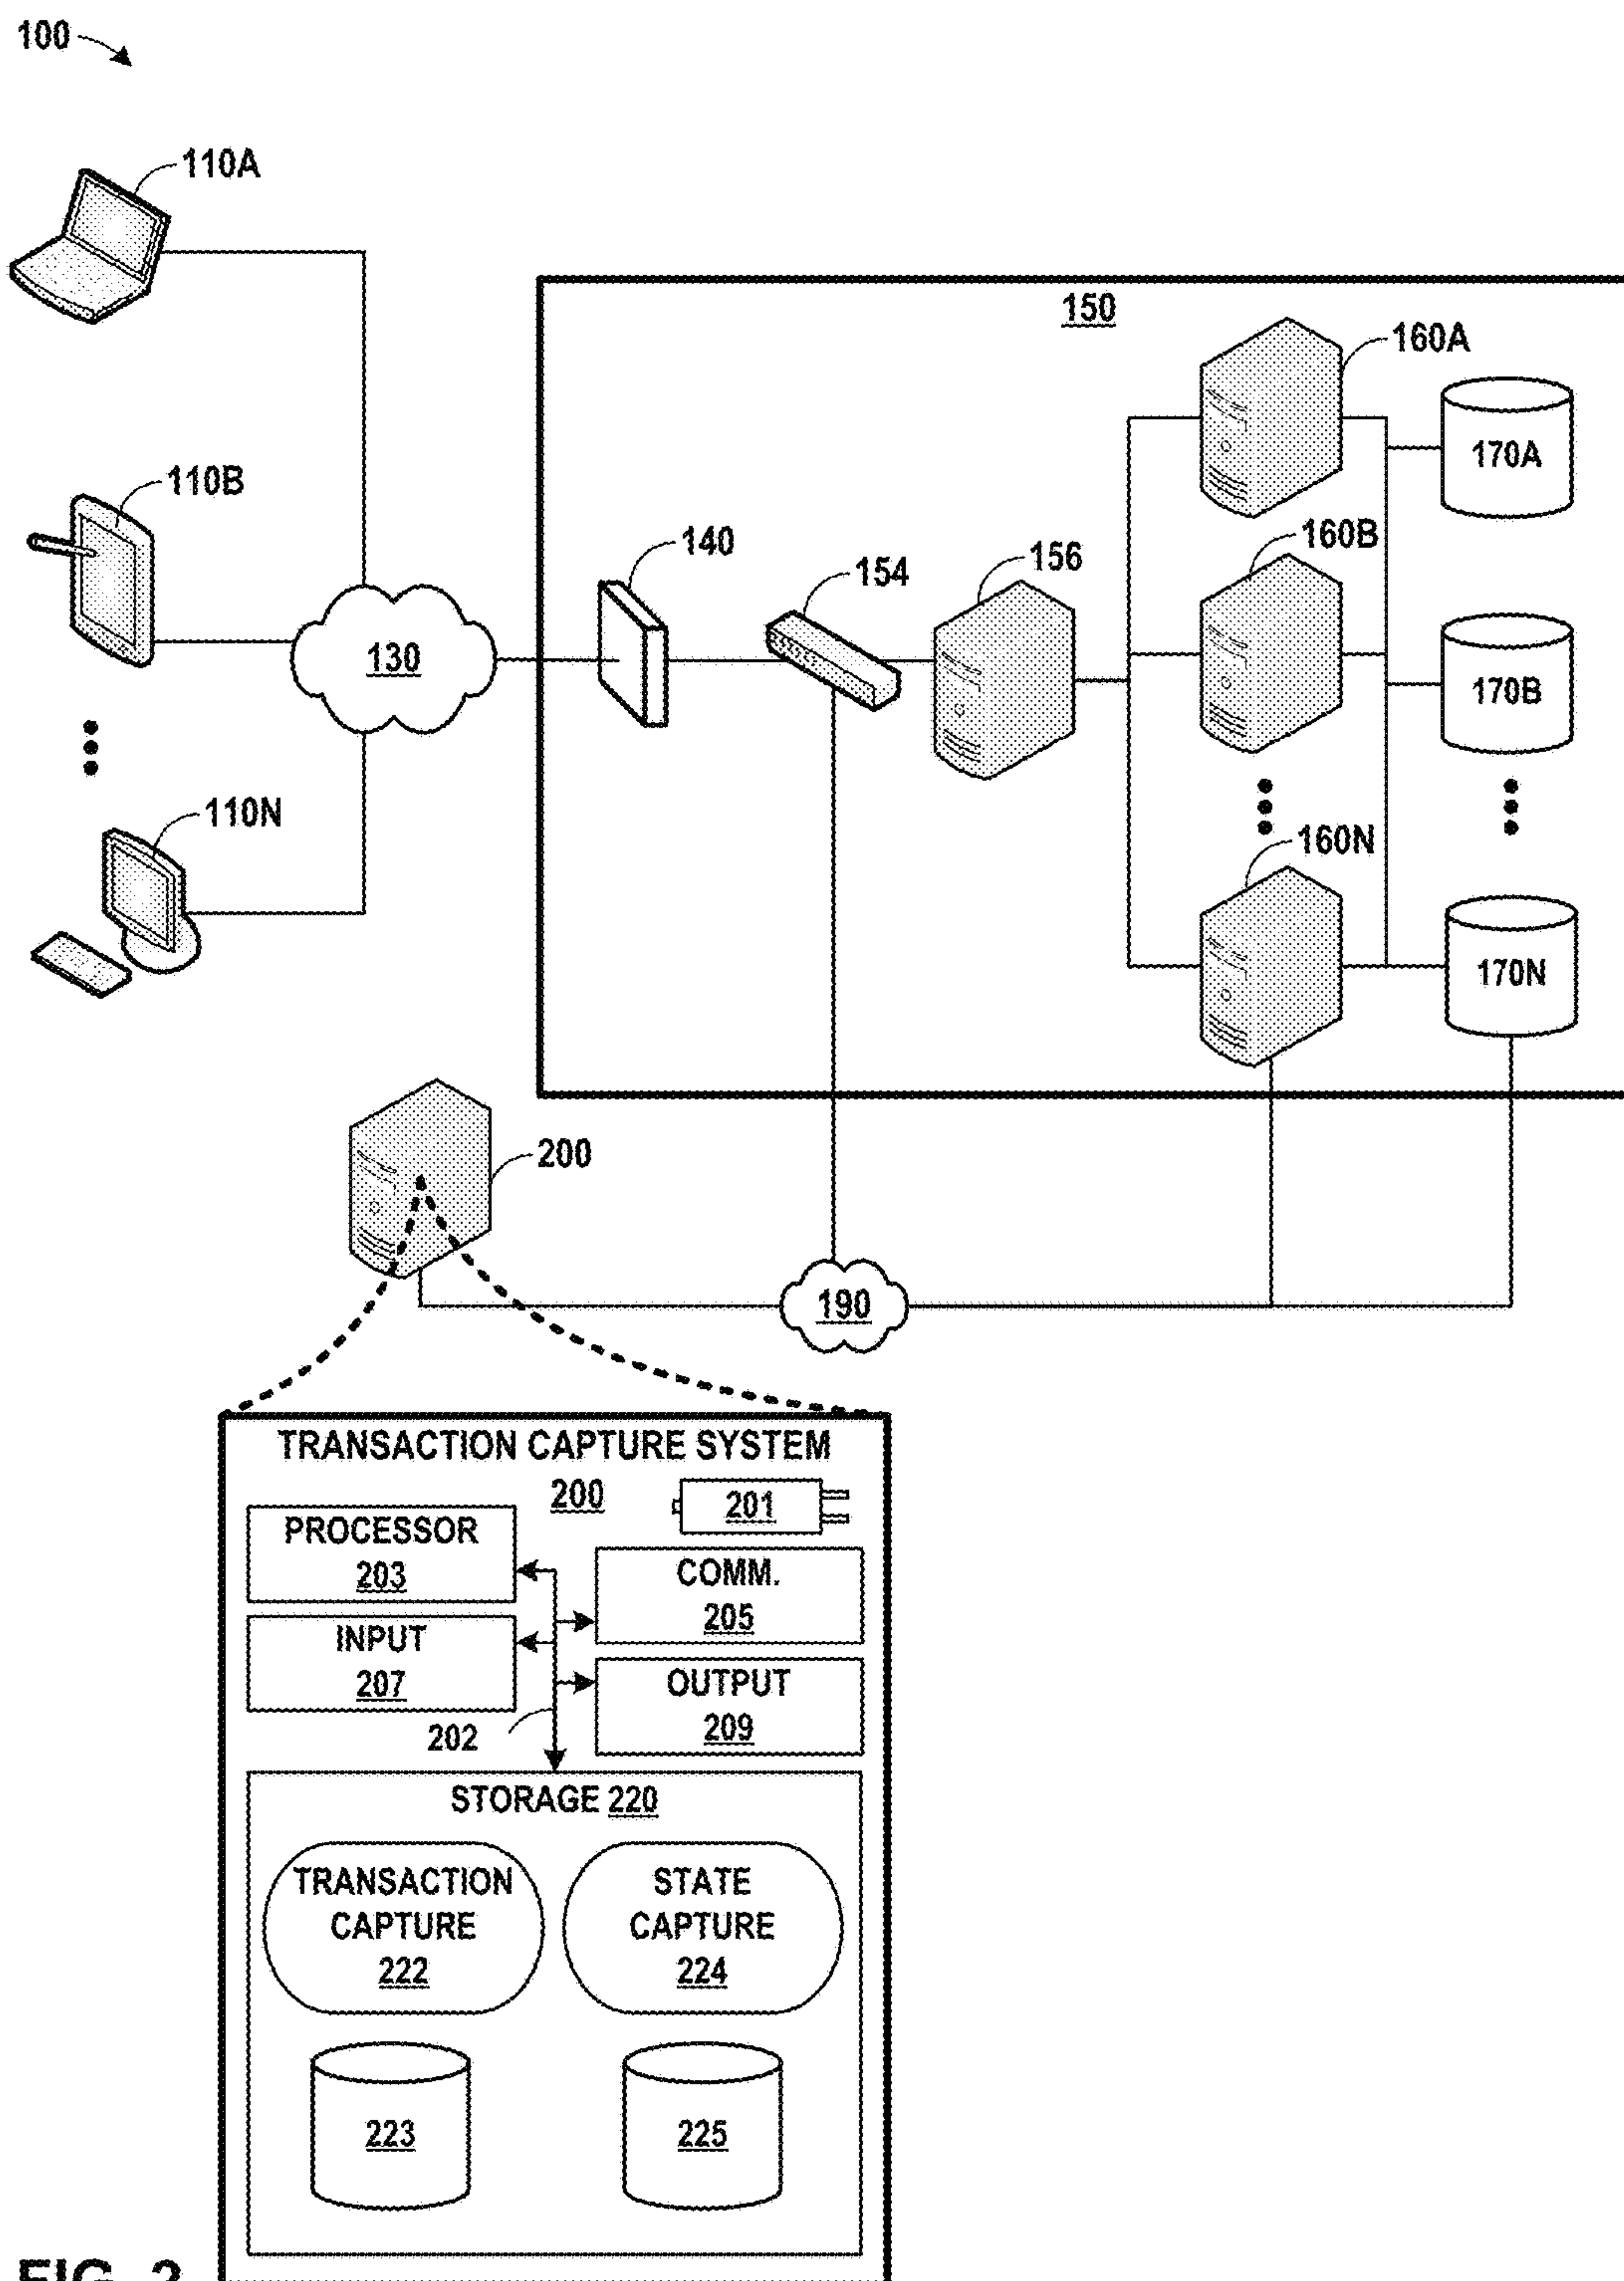 100
110A
150
160A
170A
110B
140
154
156
160B
130
170B
110N
160N
170N
200
190
TRANSACTION CAPTURE SYSTEM
200
201
PROCESSOR
203
COMM.
205
INPUT
207
OUTPUT
209
202
STORAGE 220
TRANSACTION
CAPTURE
222
STATE
CAPTURE
224
223
225
FIG. 2